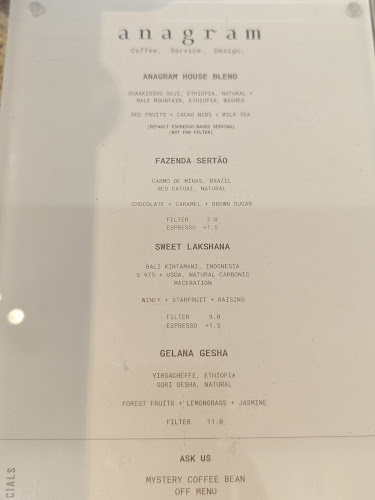 anagram
Coffee. Service. Design.
ANAGRAM HOUSE BLEND
SHAKISSOO GUJI, ETHIOPIA, NATURAL +
BALE MOUNTAIN, ETHIOPIA, WASHED
RED FRUITS + CACAO NIBS + MILK TEA
(DEFAULT ESPRESSO-BASED SERVING)
(NOT FOR FILTER)
FAZENDA SERTÃO
CARMO DE MINAS, BRAZIL
RED CATUAI, NATURAL
CHOCOLATE + CARAMEL + BROWN SUGAR
FILTER 7.0
ESPRESSO +1.5
SWEET LAKSHANA
BALI KINTAMANI, INDONESIA
S 975 + USDA, NATURAL CARBONIC
MACERATION
WINEY + STARFRUIT + RAISINS
FILTER 9.0
ESPRESSO +1.5
GELANA GESHA
YIRGACHEFFE, ETHIOPIA
GORI GESHA, NATURAL
FOREST FRUITS + LEMONGRASS + JASMINE
FILTER 11.0
ASK US
MYSTERY COFFEE BEAN
OFF MENU
CIALS